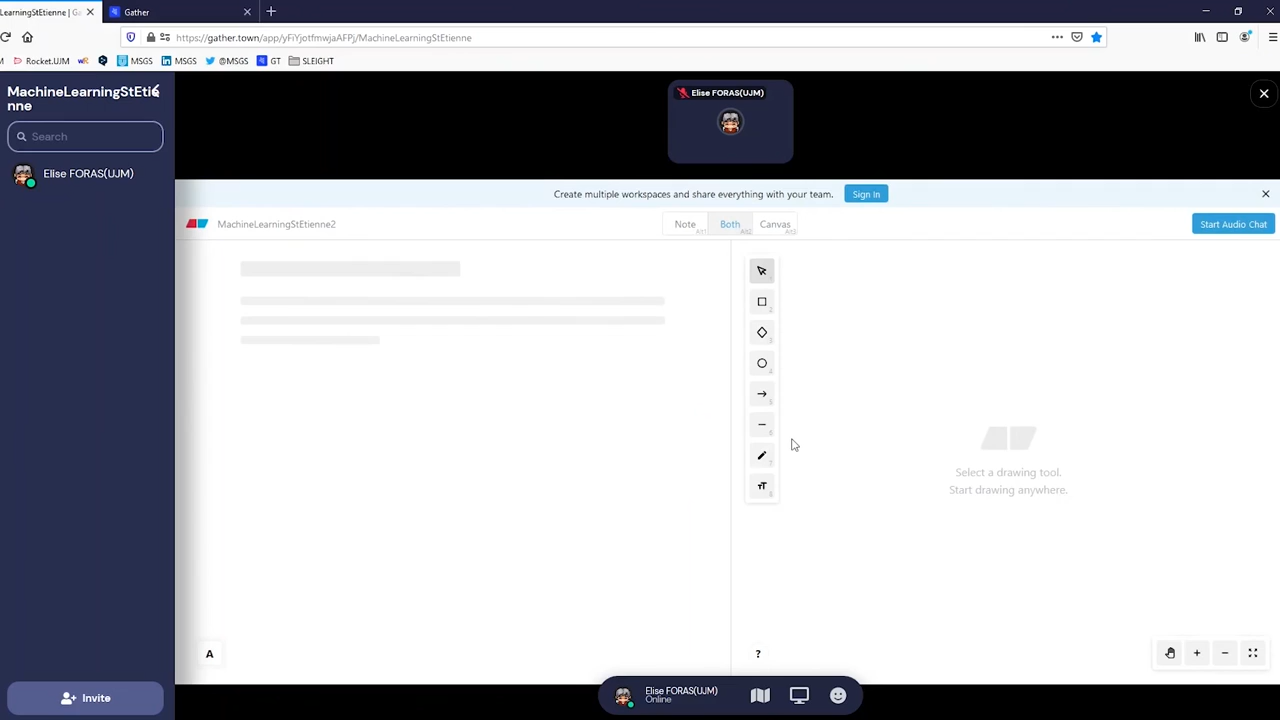 LearningStEtienne | Ga
Gather
https://gather.town/app/yFiYjotfmwjaAFPj/MachineLearningStEtienne
Rocket.UJM
MSGS
MSGS
@MSGS
GT
SLEIGHT
MachineLearningStEtie
nne
Search
Elise FORAS(UJM)
Invite
Elise FORAS(UJM)
Create multiple workspaces and share everything with your team.
Sign In
MachineLearningStEtienne2
Note
Both
Canvas
Start Audio Chat
Select a drawing tool.
Start drawing anywhere.
A
?
Elise FORAS(UJM)
Online